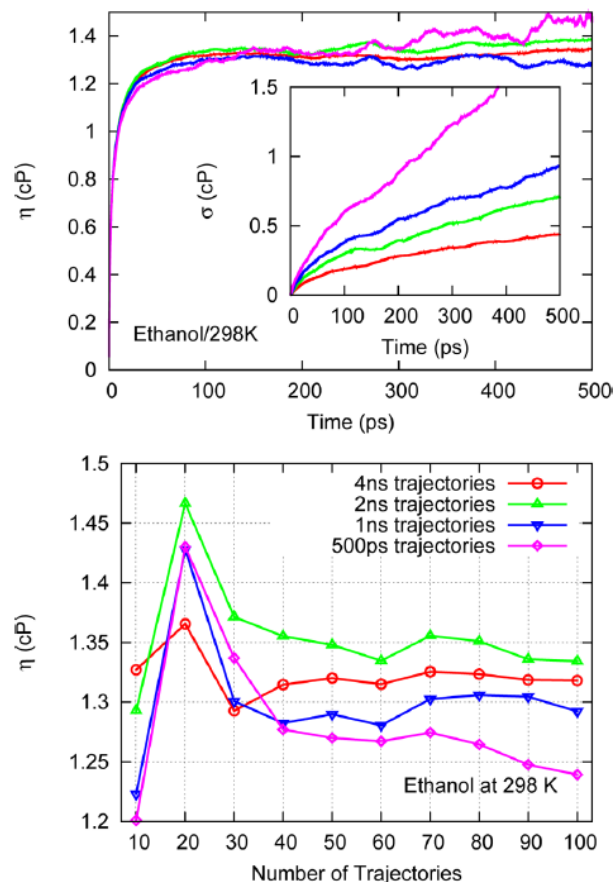 1.4
1.2
1
0.8
0.6
0.4
0.2
0
η (cP)
1.5
1
0.5
0
σ (cP)
0 100 200 300 400 500
Time (ps)
Ethanol/298K
0 100 200 300 400 500
Time (ps)
1.5
1.45
1.4
1.35
1.3
1.25
1.2
η (cP)
4ns trajectories
2ns trajectories
1ns trajectories
500ps trajectories
Ethanol at 298 K
10 20 30 40 50 60 70 80 90 100
Number of Trajectories